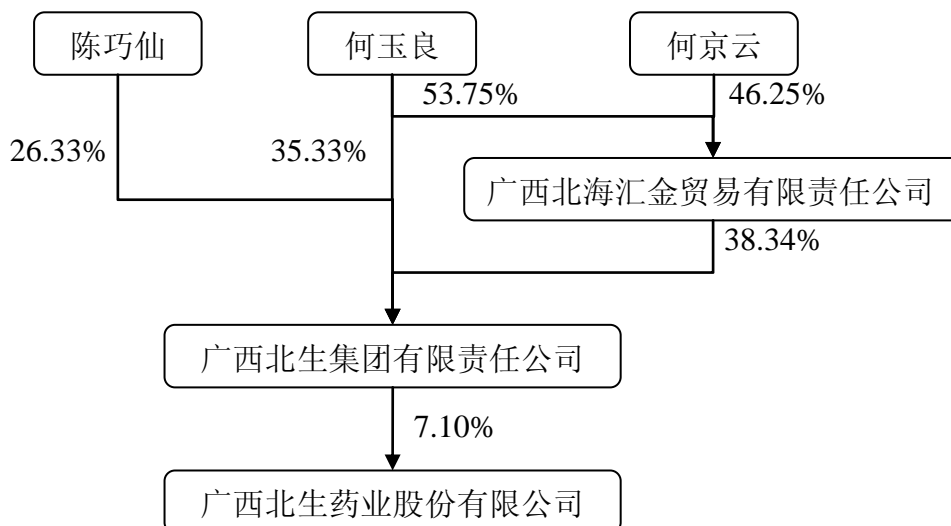 陈巧仙
何玉良
何京云
53.75%
46.25%
26.33%
35.33%
广西北海汇金贸易有限责任公司
38.34%
广西北生集团有限责任公司
7.10%
广西北生药业股份有限公司